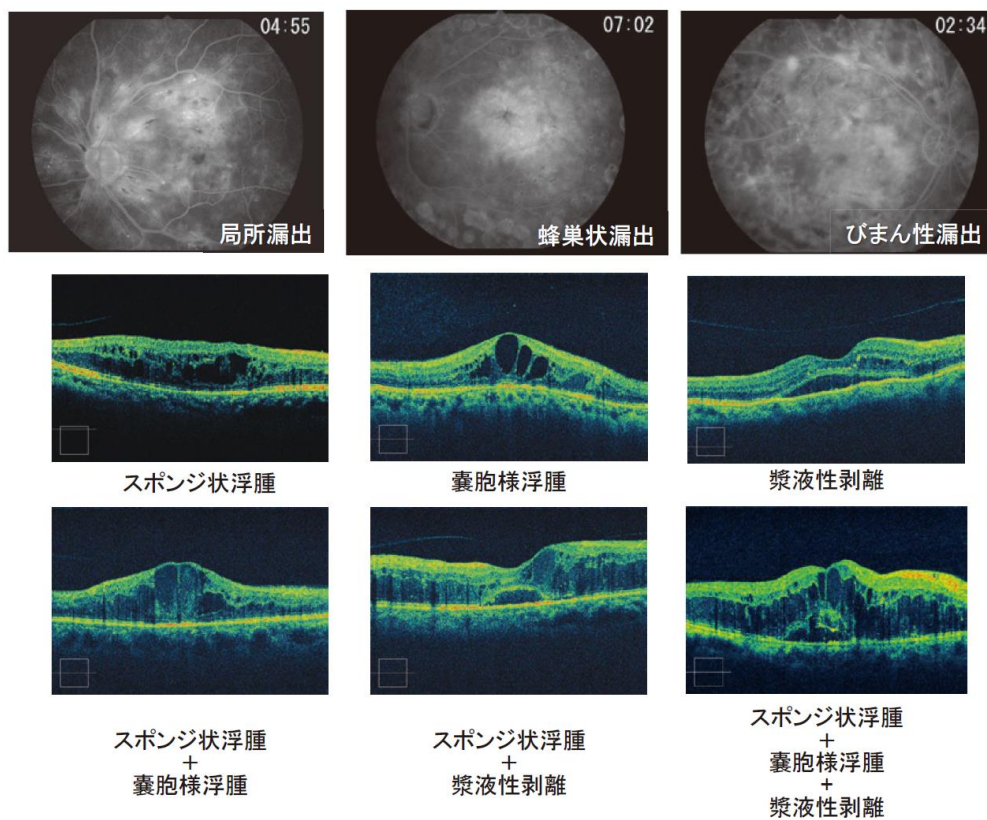 04:55
07:02
02:34
局所漏出
蜂巣状漏出
びまん性漏出
スポンジ状浮腫
嚢胞様浮腫
漿液性剥離
スポンジ状浮腫
+
嚢胞様浮腫
スポンジ状浮腫
+
漿液性剥離
スポンジ状浮腫
+
嚢胞様浮腫
+
漿液性剥離